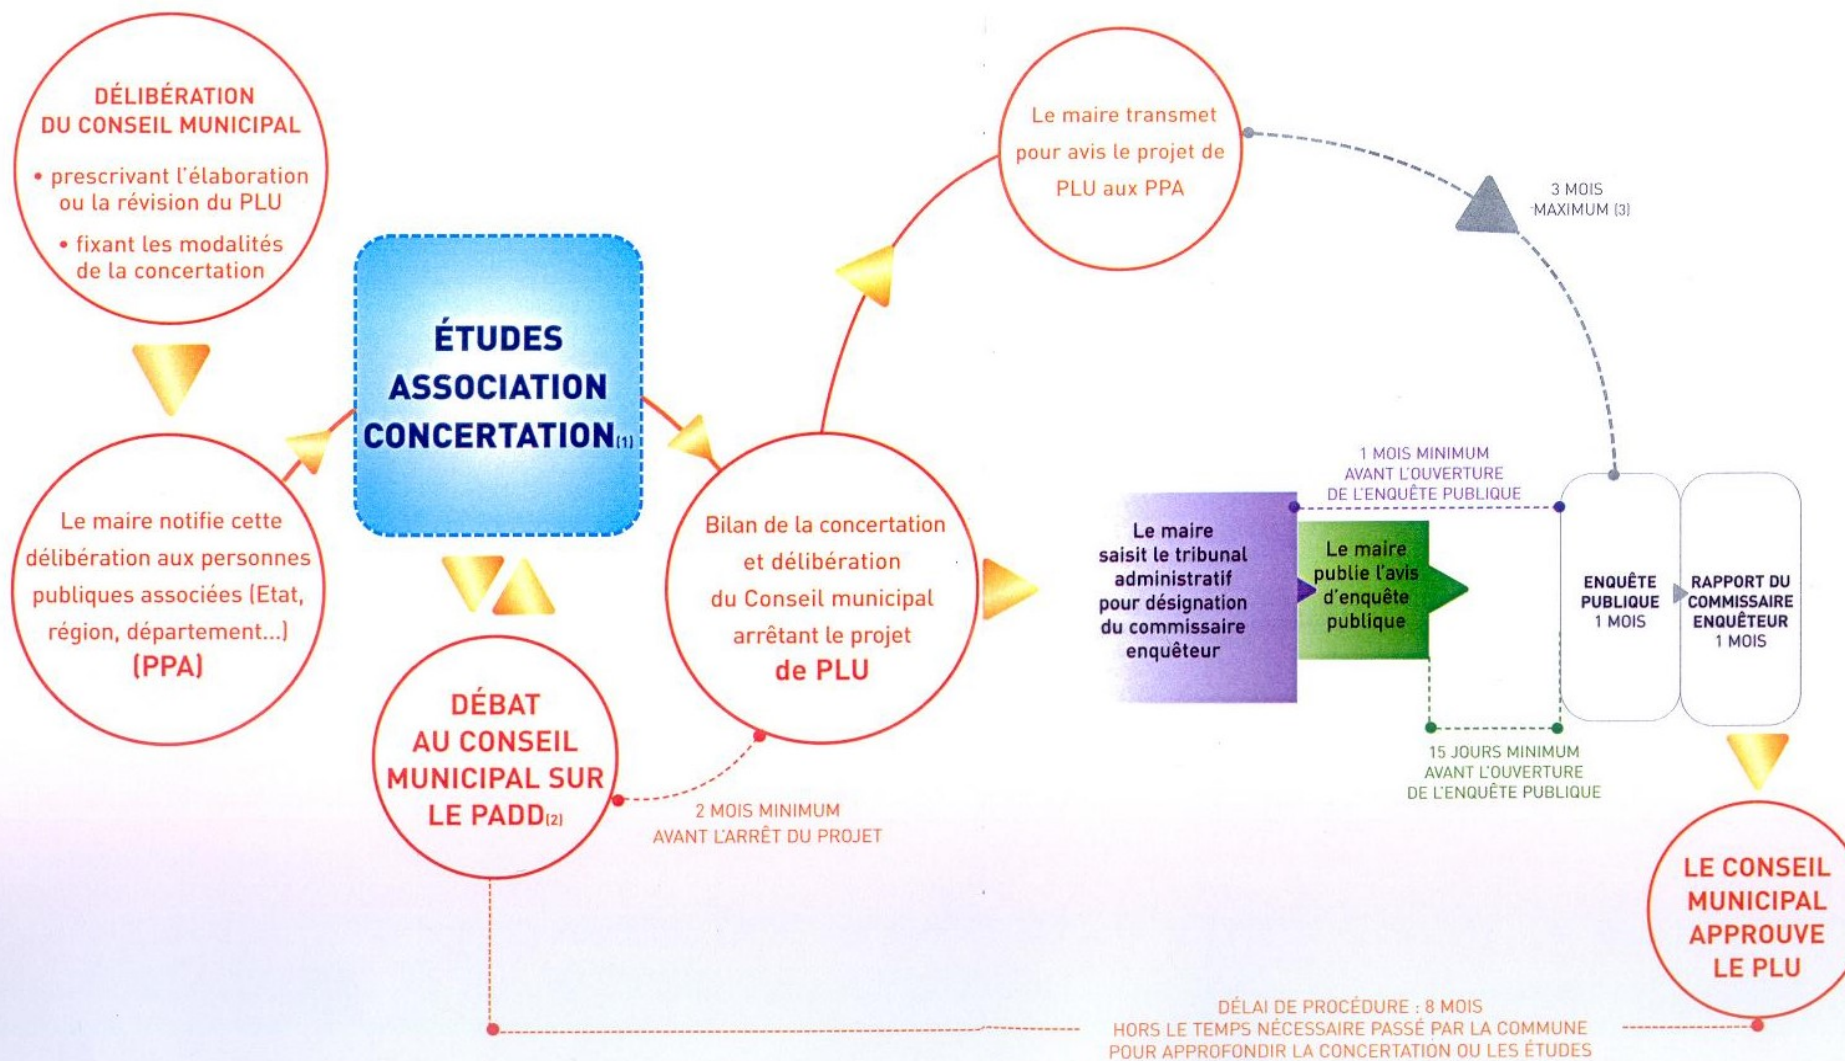 DÉLIBÉRATION
DU CONSEIL MUNICIPAL
• prescrivant l'élaboration
ou la révision du PLU
• fixant les modalités
de la concertation
Le maire notifie cette
délibération aux personnes
publiques associées (Etat,
région, département...)
(PPA)
ÉTUDES
ASSOCIATION
CONCERTATION(1)
DÉBAT
AU CONSEIL
MUNICIPAL SUR
LE PADD(2)
2 MOIS MINIMUM
AVANT L'ARRÊT DU PROJET
Bilan de la concertation
et délibération
du Conseil municipal
arrêtant le projet
de PLU
Le maire transmet
pour avis le projet de
PLU aux PPA
3 MOIS
MAXIMUM (3)
Le maire
saisit le tribunal
administratif
pour désignation
du commissaire
enquêteur
Le maire
publie l'avis
d'enquête
publique
1 MOIS MINIMUM
AVANT L'OUVERTURE
DE L'ENQUÊTE PUBLIQUE
15 JOURS MINIMUM
AVANT L'OUVERTURE
DE L'ENQUÊTE PUBLIQUE
ENQUÊTE
PUBLIQUE
1 MOIS
RAPPORT DU
COMMISSAIRE
ENQUÊTEUR
1 MOIS
LE CONSEIL
MUNICIPAL
APPROUVE
LE PLU
DÉLAI DE PROCÉDURE : 8 MOIS
HORS LE TEMPS NÉCESSAIRE PASSÉ PAR LA COMMUNE
POUR APPROFONDIR LA CONCERTATION OU LES ÉTUDES